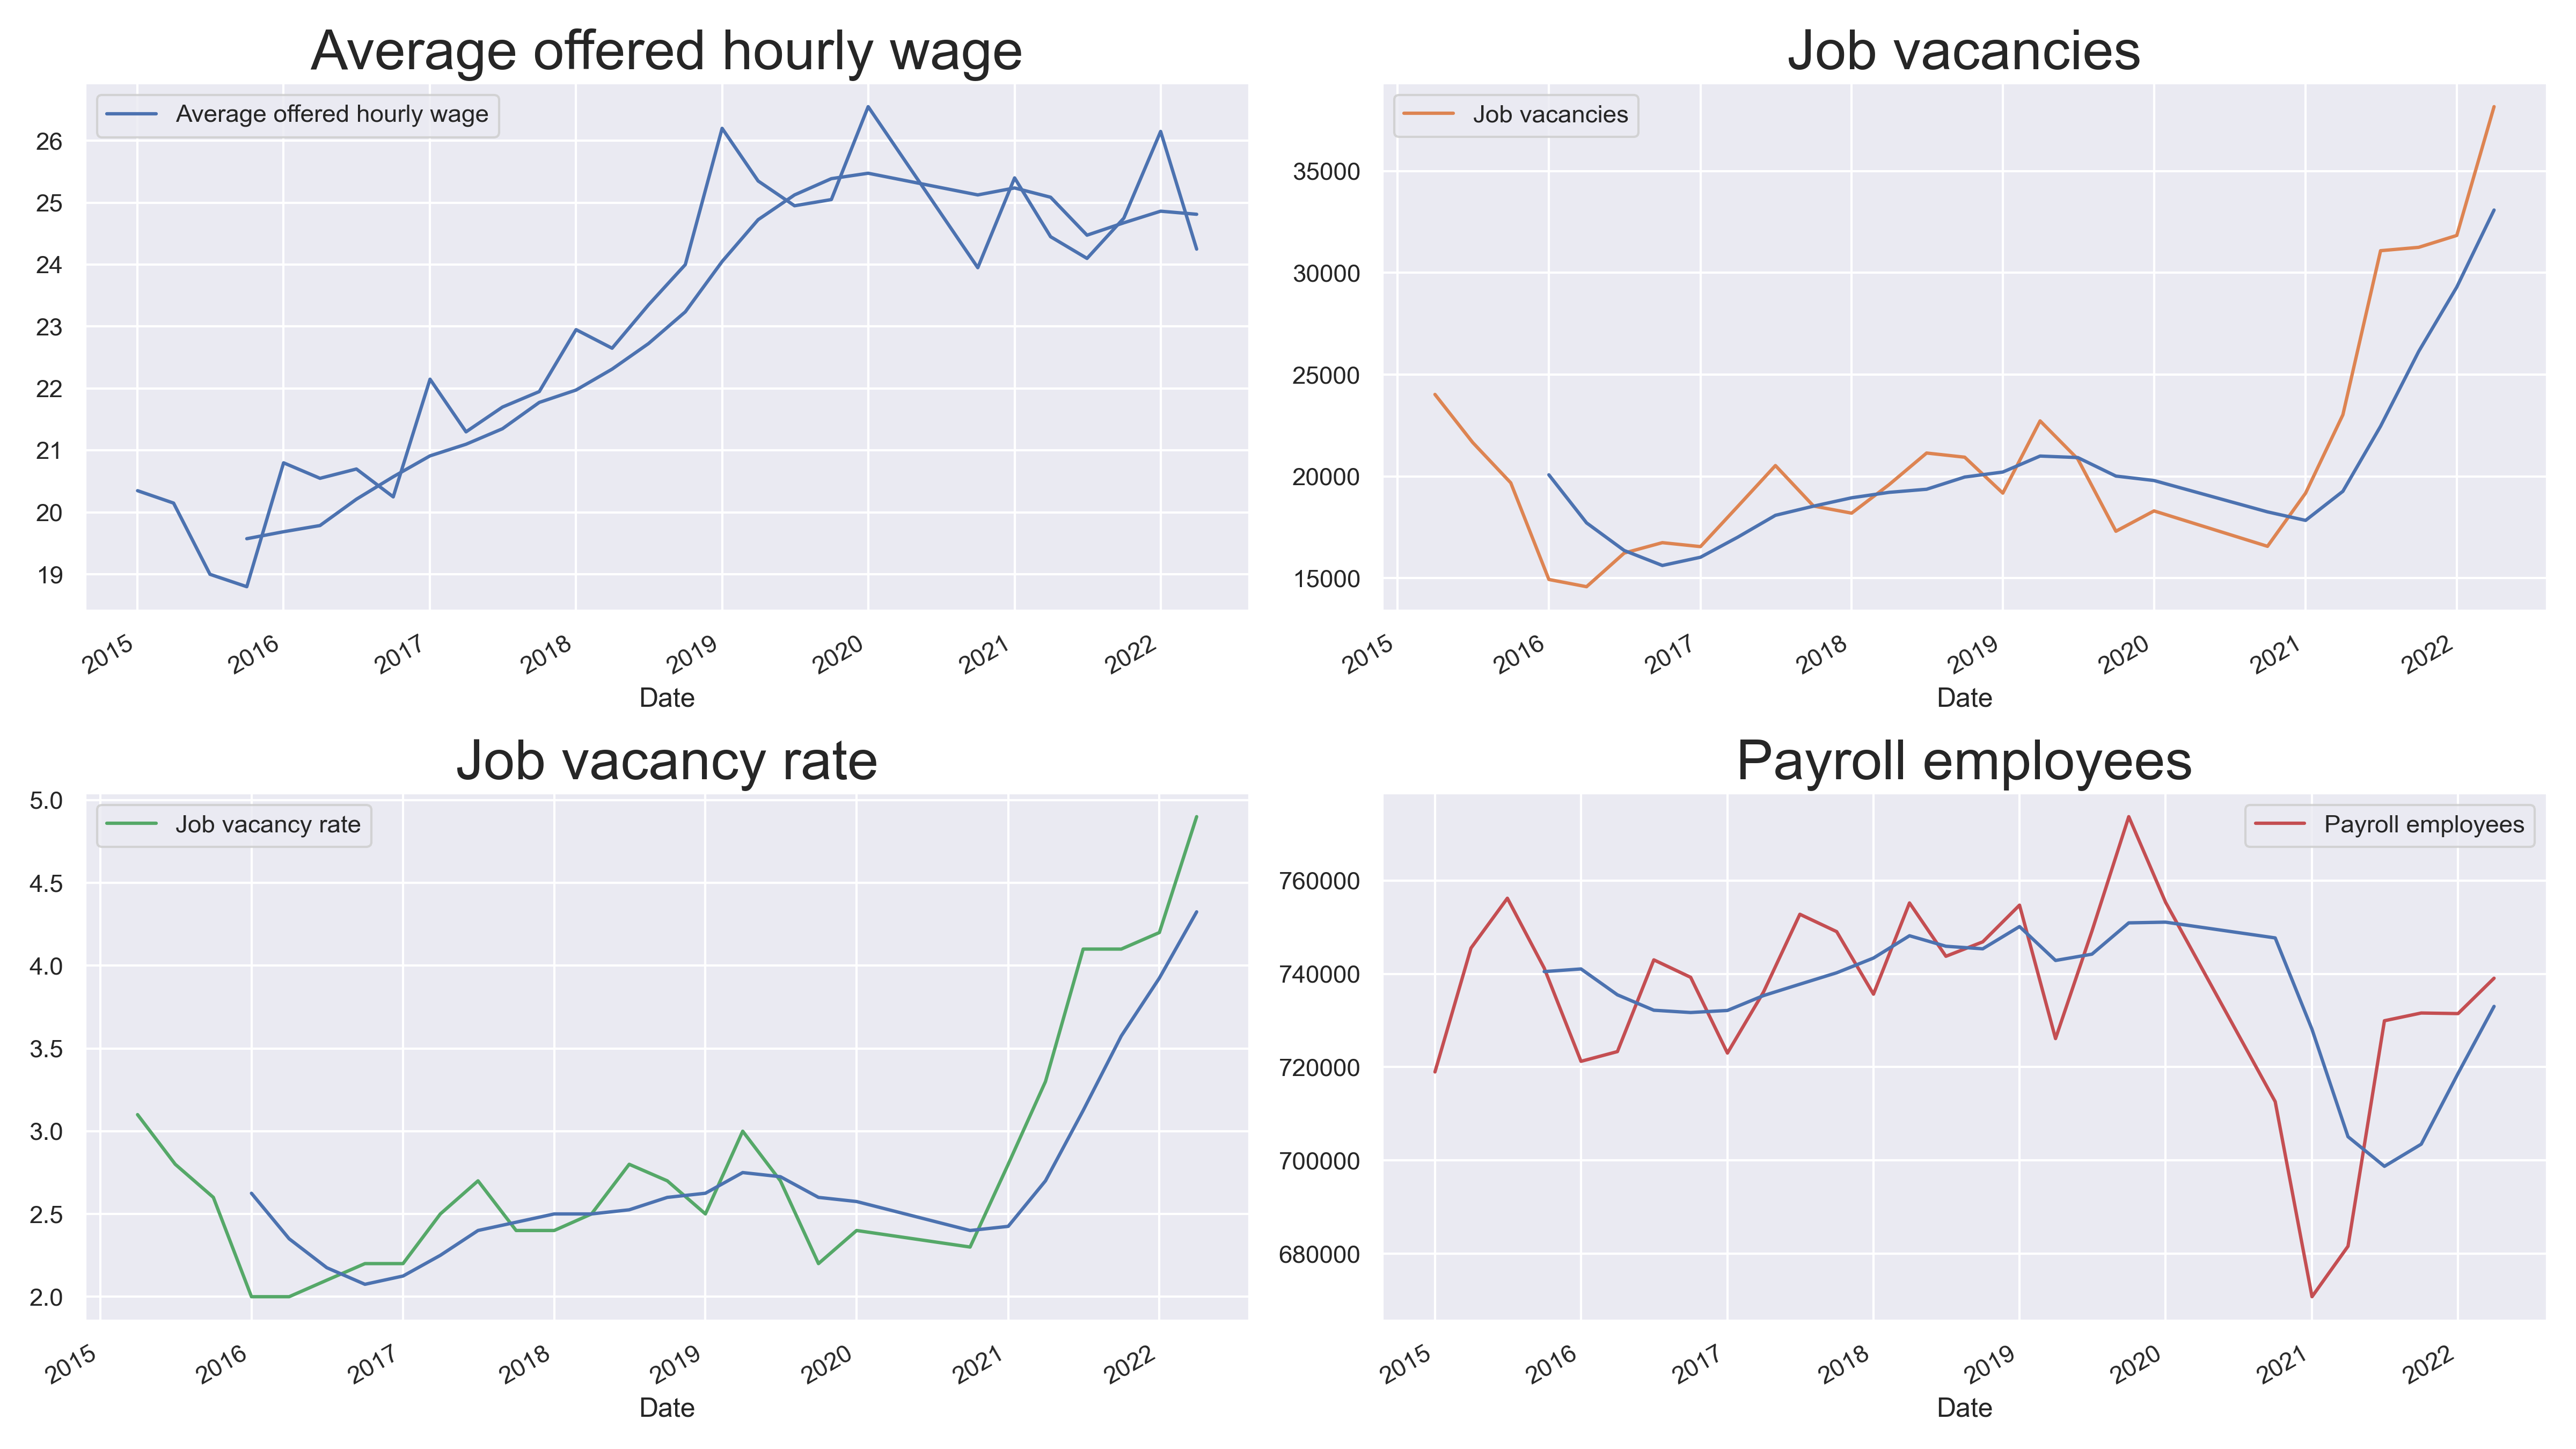 Average offered hourly wage
Average offered hourly wage
26
25
24
23
22
21
20
19
2015 2016 2017 2018 2019 2020 2021 2022
Date
Job vacancies
Job vacancies
35000
30000
25000
20000
15000
2015 2016 2017 2018 2019 2020 2021 2022
Date
Job vacancy rate
Job vacancy rate
5.0
4.5
4.0
3.5
3.0
2.5
2.0
2015 2016 2017 2018 2019 2020 2021 2022
Date
Payroll employees
Payroll employees
760000
740000
720000
700000
680000
2015 2016 2017 2018 2019 2020 2021 2022
Date